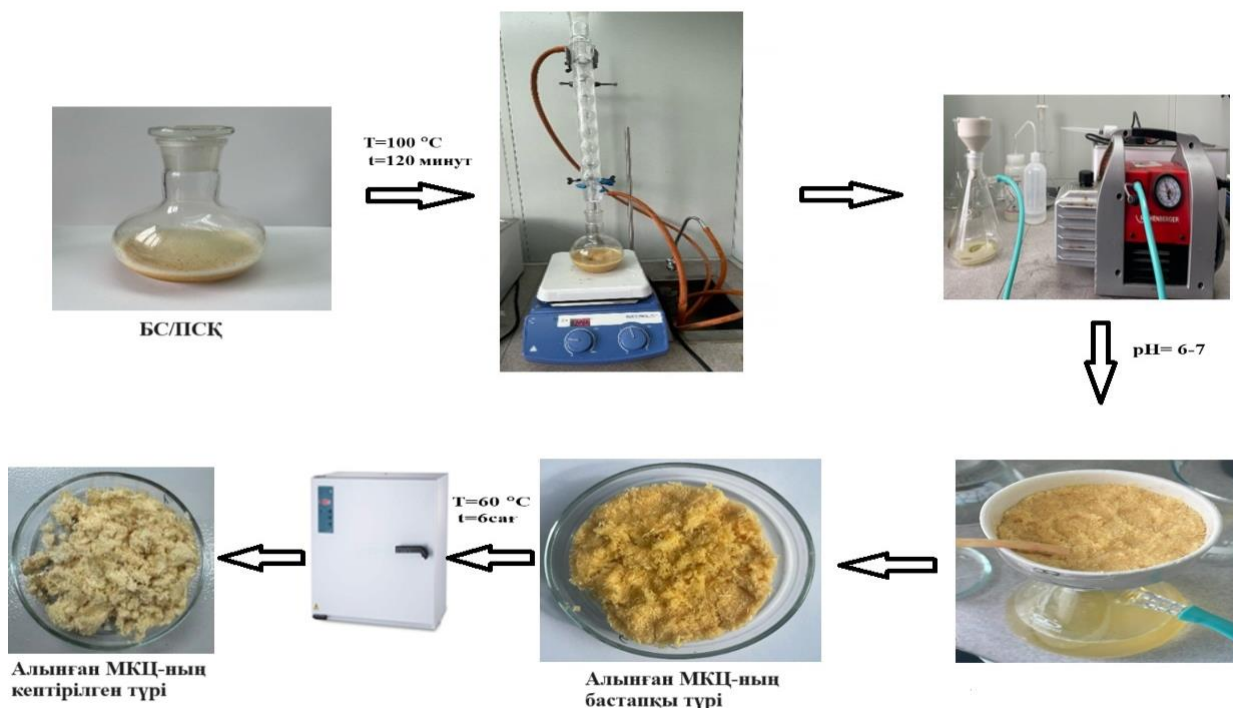 T=100 °C
t=120 минут
БС/ПСҚ
pH= 6-7
T=60 °C
t=6сағ
Алынған МКЦ-ның
бастапқы түрі
Алынған МКЦ-ның
кептірілген түрі